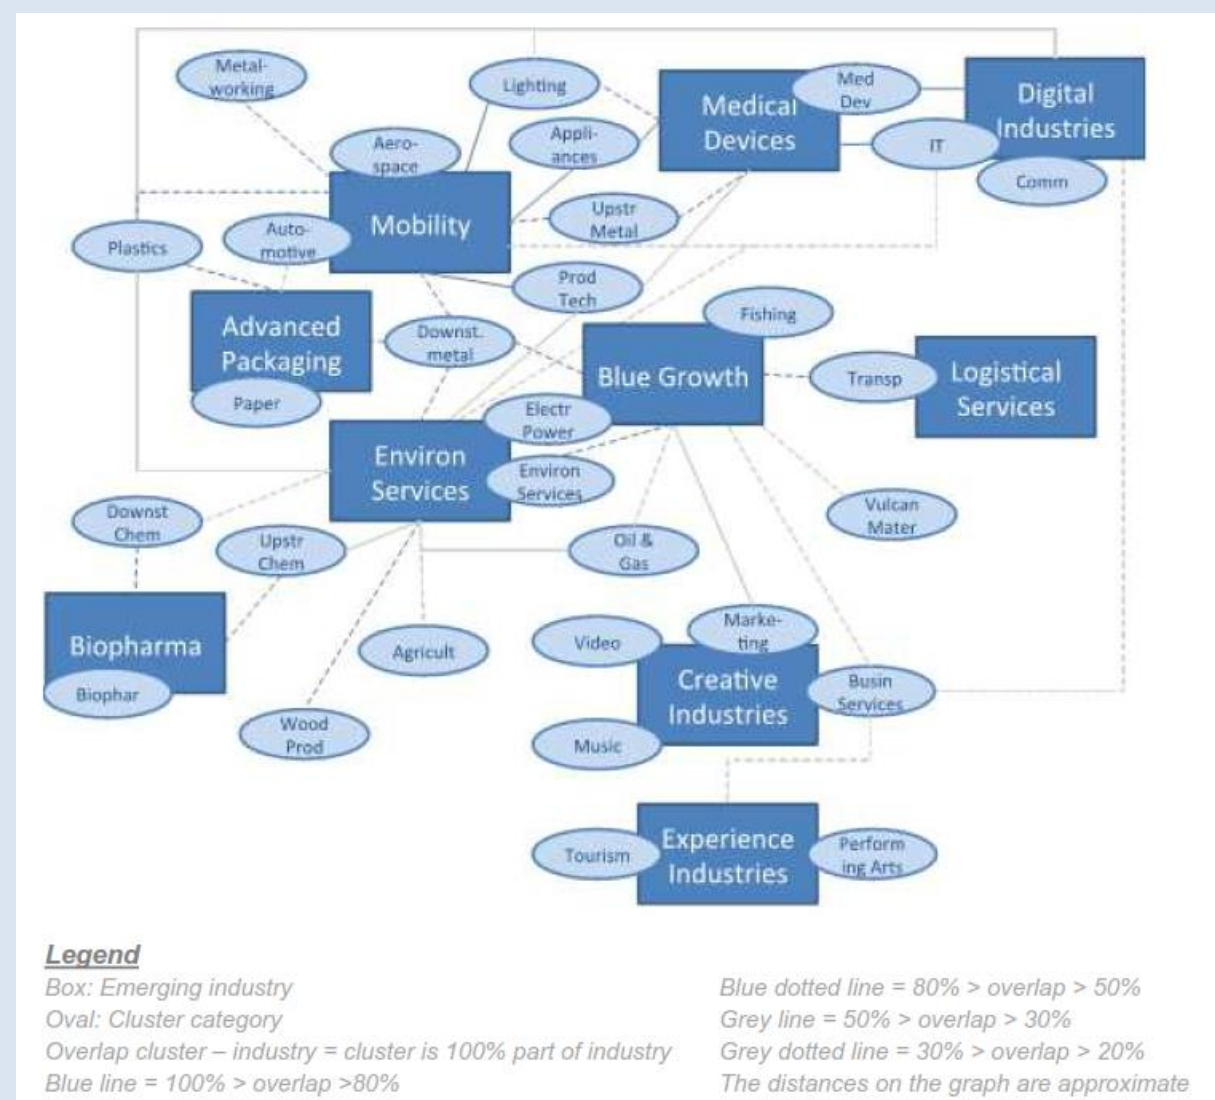 Metal-
working
Lighting
Medical
Devices
Med
Dev
Digital
Industries
Aero-
space
Appli-
ances
IT
Comm
Mobility
Upstr
Metal
Plastics
Auto-
motive
Prod
Tech
Fishing
Advanced
Packaging
Downst.
metal
Blue Growth
Transp
Logistical
Services
Paper
Electr
Power
Environ
Services
Environ
Services
Downst
Chem
Upstr
Chem
Oil &
Gas
Vulcan
Mater
Biopharma
Biophar
Agricult
Video
Marke-
ting
Creative
Industries
Busin
Services
Wood
Prod
Music
Experience
Industries
Tourism
Perform
ing Arts
Legend
Box: Emerging industry
Oval: Cluster category
Overlap cluster – industry = cluster is 100% part of industry
Blue line = 100% > overlap >80%
Blue dotted line = 80% > overlap > 50%
Grey line = 50% > overlap > 30%
Grey dotted line = 30% > overlap > 20%
The distances on the graph are approximate